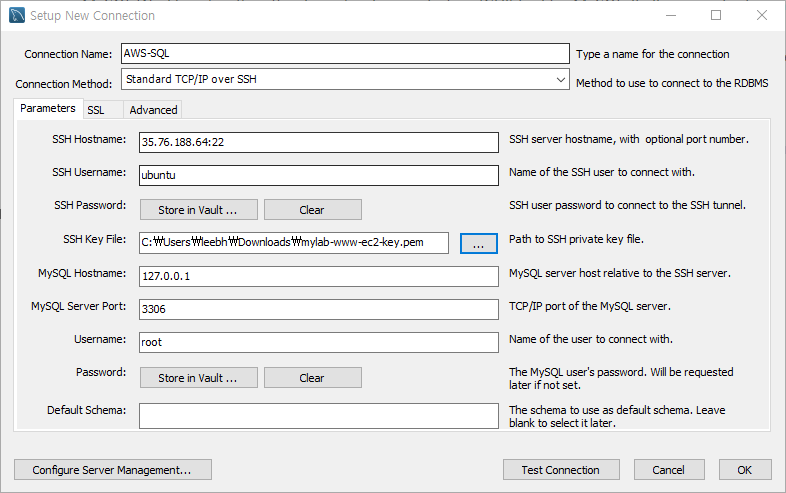 Setup New Connection
Connection Name: AWS-SQL Type a name for the connection
Connection Method: Standard TCP/IP over SSH Method to use to connect to the RDBMS
Parameters SSL Advanced
SSH Hostname: 35.76.188.64:22 SSH server hostname, with optional port number.
SSH Username: ubuntu Name of the SSH user to connect with.
SSH Password: Store in Vault ... Clear SSH user password to connect to the SSH tunnel.
SSH Key File: C:₩Users₩leebh₩Downloads₩mylab-www-ec2-key.pem ... Path to SSH private key file.
MySQL Hostname: 127.0.0.1 MySQL server host relative to the SSH server.
MySQL Server Port: 3306 TCP/IP port of the MySQL server.
Username: root Name of the user to connect with.
Password: Store in Vault ... Clear The MySQL user's password. Will be requested
later if not set.
Default Schema: The schema to use as default schema. Leave
blank to select it later.
Configure Server Management... Test Connection Cancel OK